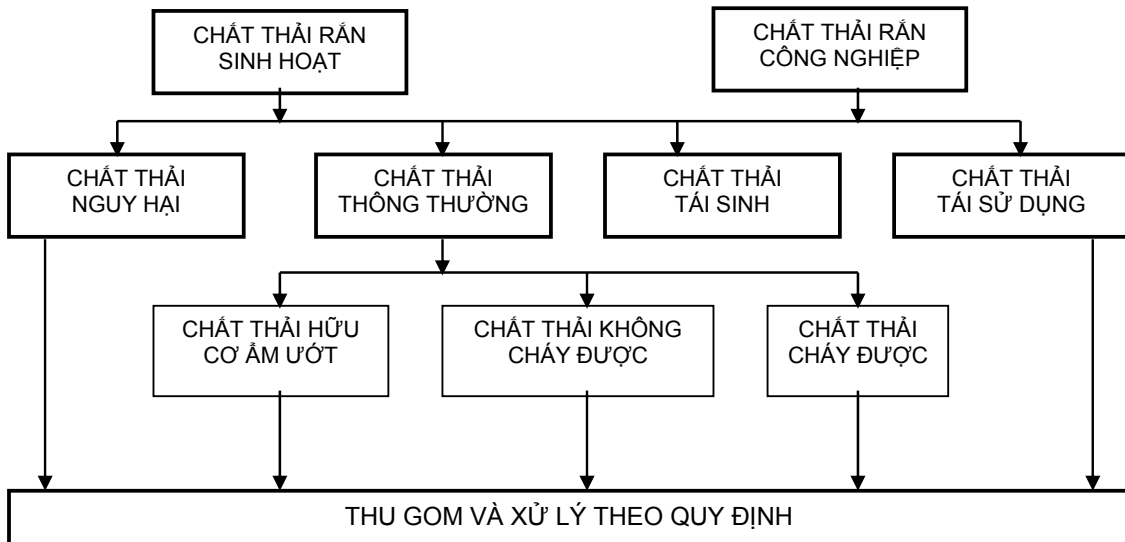 CHẤT THẢI RẮN
SINH HOẠT
CHẤT THẢI RẮN
CÔNG NGHIỆP
CHẤT THẢI
NGUY HẠI
CHẤT THẢI
THÔNG THƯỜNG
CHẤT THẢI
TÁI SINH
CHẤT THẢI
TÁI SỬ DỤNG
CHẤT THẢI HỮU
CƠ ẨM ƯỚT
CHẤT THẢI KHÔNG
CHÁY ĐƯỢC
CHẤT THẢI
CHÁY ĐƯỢC
THU GOM VÀ XỬ LÝ THEO QUY ĐỊNH